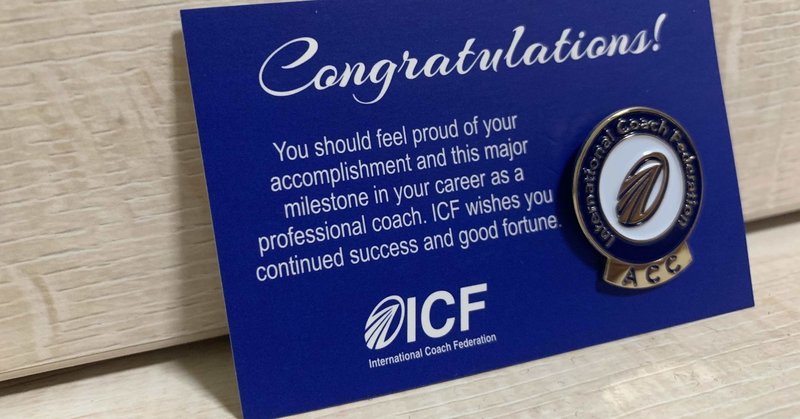 Congratulations!
You should feel proud of your
accomplishment and this major
milestone in your career as a
professional coach. ICF wishes you
continued success and good fortune.
ICF
International Coach Federation
International Coach Federation
ACC